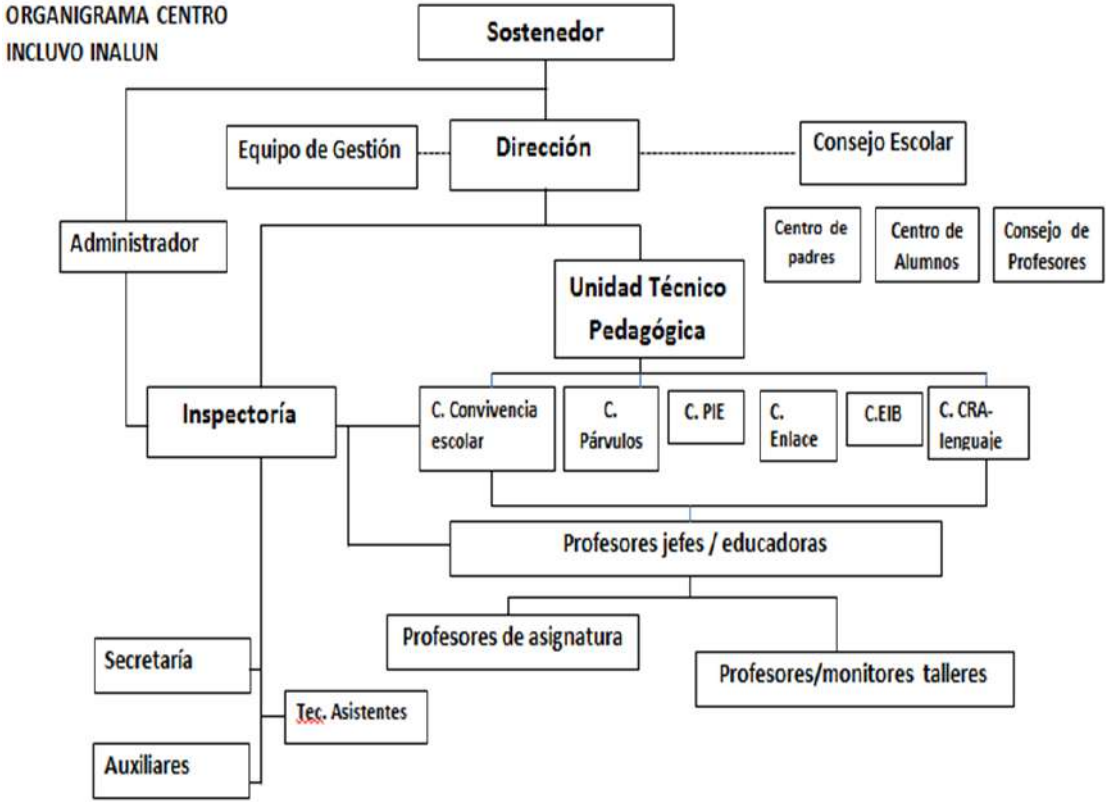 ORGANIGRAMA CENTRO
INCLUVO INALUN
Sostenedor
Equipo de Gestión
Dirección
Consejo Escolar
Administrador
Centro de
padres
Centro de
Alumnos
Consejo de
Profesores
Unidad Técnico
Pedagógica
Inspectoría
C. Convivencia
escolar
C.
Párvulos
C. PIE
C.
Enlace
C.EIB
C. CRA-
lenguaje
Profesores jefes / educadoras
Profesores de asignatura
Profesores/monitores talleres
Secretaría
Tec. Asistentes
Auxiliares